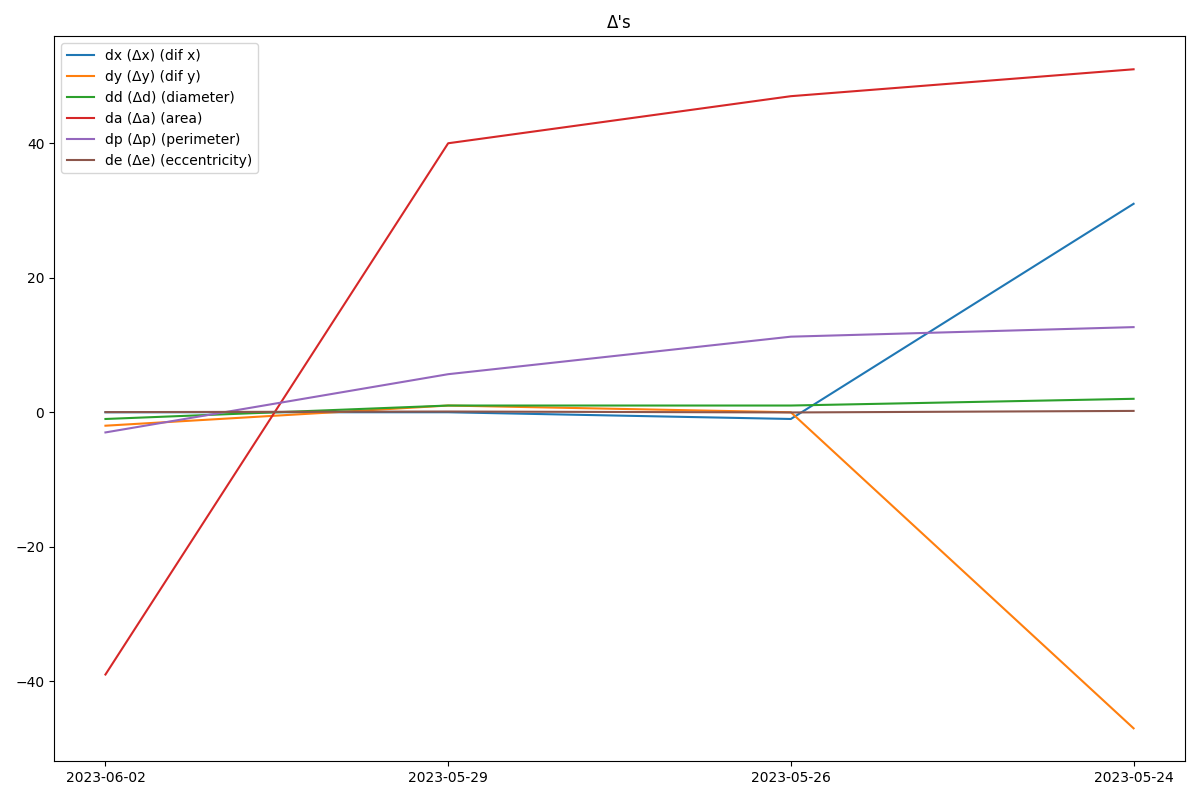 Δ's
dx (Δx) (dif x)
dy (Δy) (dif y)
dd (Δd) (diameter)
da (Δa) (area)
dp (Δp) (perimeter)
de (Δe) (eccentricity)
40
20
0
−20
−40
2023-06-02 2023-05-29 2023-05-26 2023-05-24